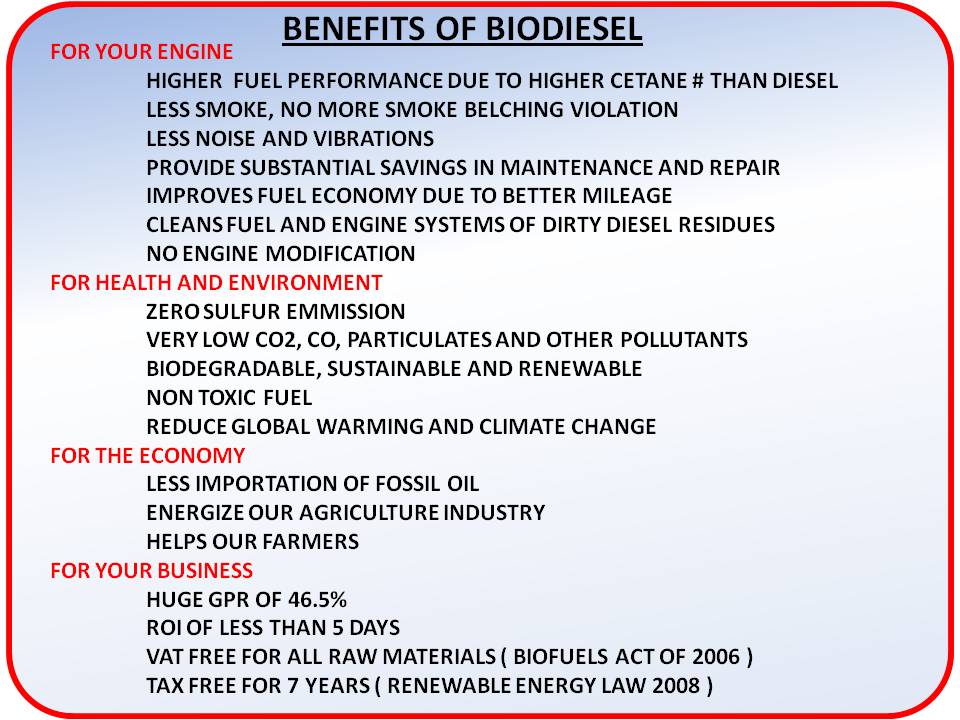 BENEFITS OF BIODIESEL
FOR YOUR ENGINE
HIGHER FUEL PERFORMANCE DUE TO HIGHER CETANE # THAN DIESEL
LESS SMOKE, NO MORE SMOKE BELCHING VIOLATION
LESS NOISE AND VIBRATIONS
PROVIDE SUBSTANTIAL SAVINGS IN MAINTENANCE AND REPAIR
IMPROVES FUEL ECONOMY DUE TO BETTER MILEAGE
CLEANS FUEL AND ENGINE SYSTEMS OF DIRTY DIESEL RESIDUES
NO ENGINE MODIFICATION
FOR HEALTH AND ENVIRONMENT
ZERO SULFUR EMMISSION
VERY LOW CO2, CO, PARTICULATES AND OTHER POLLUTANTS
BIODEGRADABLE, SUSTAINABLE AND RENEWABLE
NON TOXIC FUEL
REDUCE GLOBAL WARMING AND CLIMATE CHANGE
FOR THE ECONOMY
LESS IMPORTATION OF FOSSIL OIL
ENERGIZE OUR AGRICULTURE INDUSTRY
HELPS OUR FARMERS
FOR YOUR BUSINESS
HUGE GPR OF 46.5%
ROI OF LESS THAN 5 DAYS
VAT FREE FOR ALL RAW MATERIALS ( BIOFUELS ACT OF 2006 )
TAX FREE FOR 7 YEARS ( RENEWABLE ENERGY LAW 2008 )